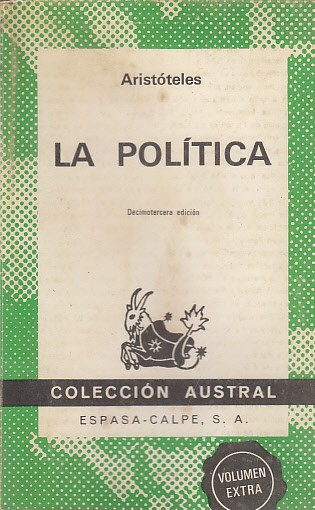 Aristóteles
LA POLÍTICA
Decimotercera edición
COLECCIÓN AUSTRAL
ESPASA-CALPE, S. A.
VOLUMEN
EXTRA